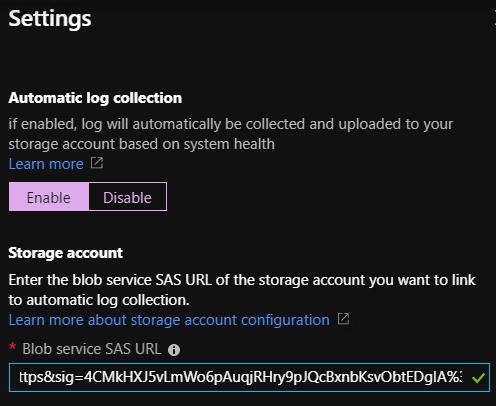 Settings
Automatic log collection
if enabled, log will automatically be collected and uploaded to your
storage account based on system health
Learn more
Enable
Disable
Storage account
Enter the blob service SAS URL of the storage account you want to link
to automatic log collection.
Learn more about storage account configuration
* Blob service SAS URL
ttps&sig=4CMkHXJ5vLmWo6pAuqjRHry9pJQcBxnbKsvObtEDgIA%3